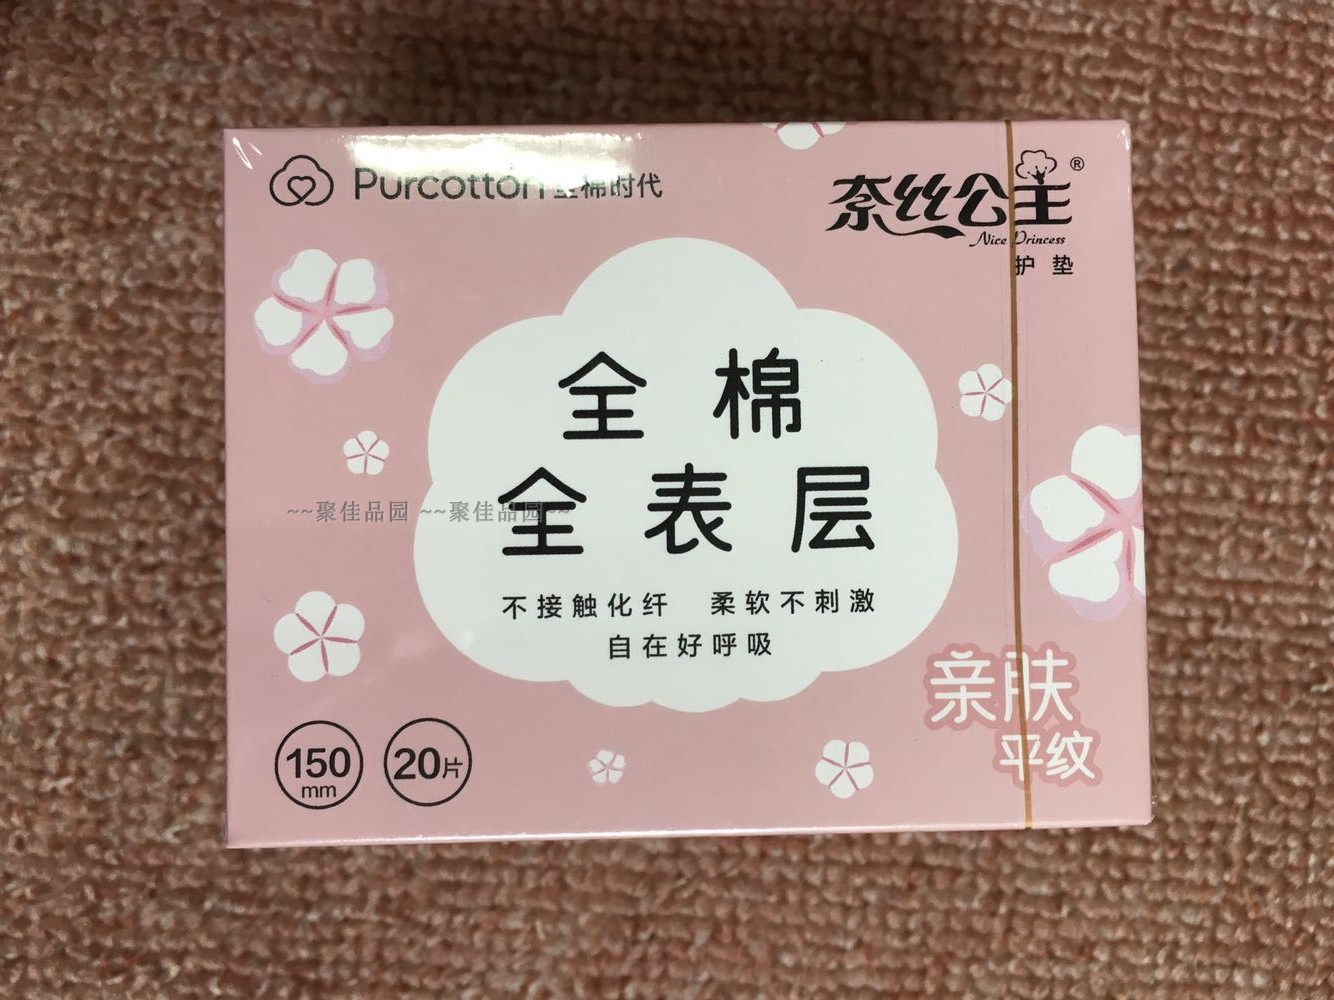 Purcotton 全棉时代
奈丝公主®
Nice Princess
护垫
全棉
全表层
~~聚佳品园 ~~聚佳品园~~
不接触化纤 柔软不刺激
自在好呼吸
亲肤
平纹
150
mm
20片